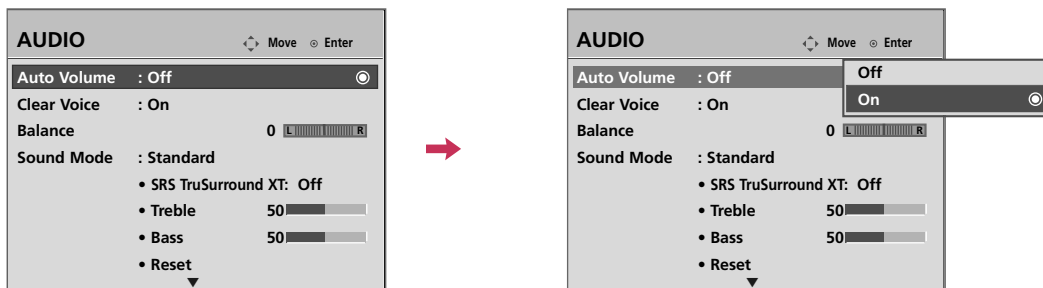 AUDIO Move Enter
Auto Volume : Off
Clear Voice : On
Balance 0 L R
Sound Mode : Standard
• SRS TruSurround XT: Off
• Treble 50
• Bass 50
• Reset
AUDIO Move Enter
Auto Volume : Off
Off
On
Clear Voice : On
Balance 0 L R
Sound Mode : Standard
• SRS TruSurround XT: Off
• Treble 50
• Bass 50
• Reset